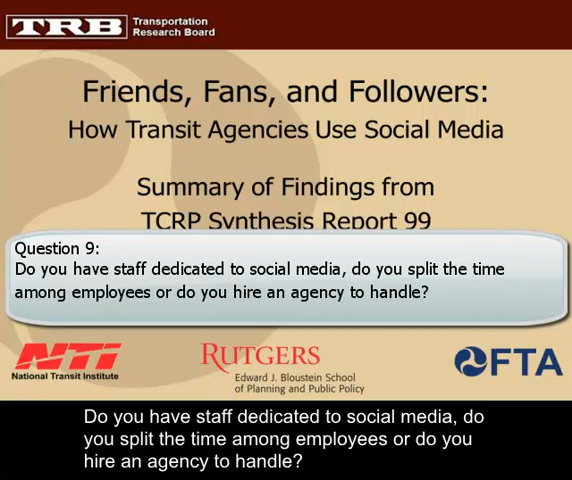 TRB
Transportation
Research Board
Friends, Fans, and Followers:
How Transit Agencies Use Social Media
Summary of Findings from
TCRP Synthesis Report 99
Question 9:
Do you have staff dedicated to social media, do you split the time
among employees or do you hire an agency to handle?
NTI
National Transit Institute
RUTGERS
Edward J. Bloustein School
of Planning and Public Policy
FTA
Do you have staff dedicated to social media, do
you split the time among employees or do you
hire an agency to handle?